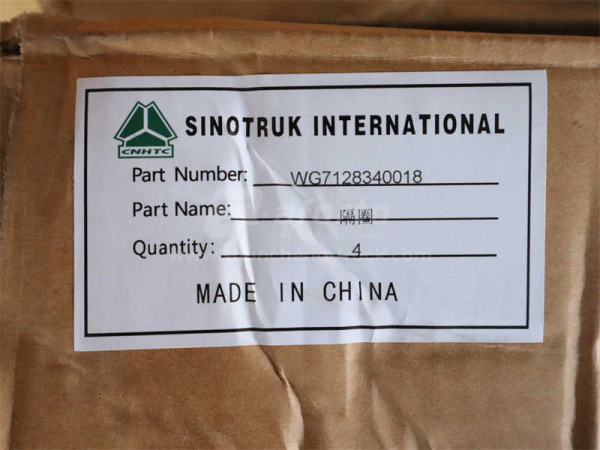 CNHTC
SINOTRUK INTERNATIONAL
Part Number: WG7128340018
Part Name: 隔圈
Quantity: 4
MADE IN CHINA